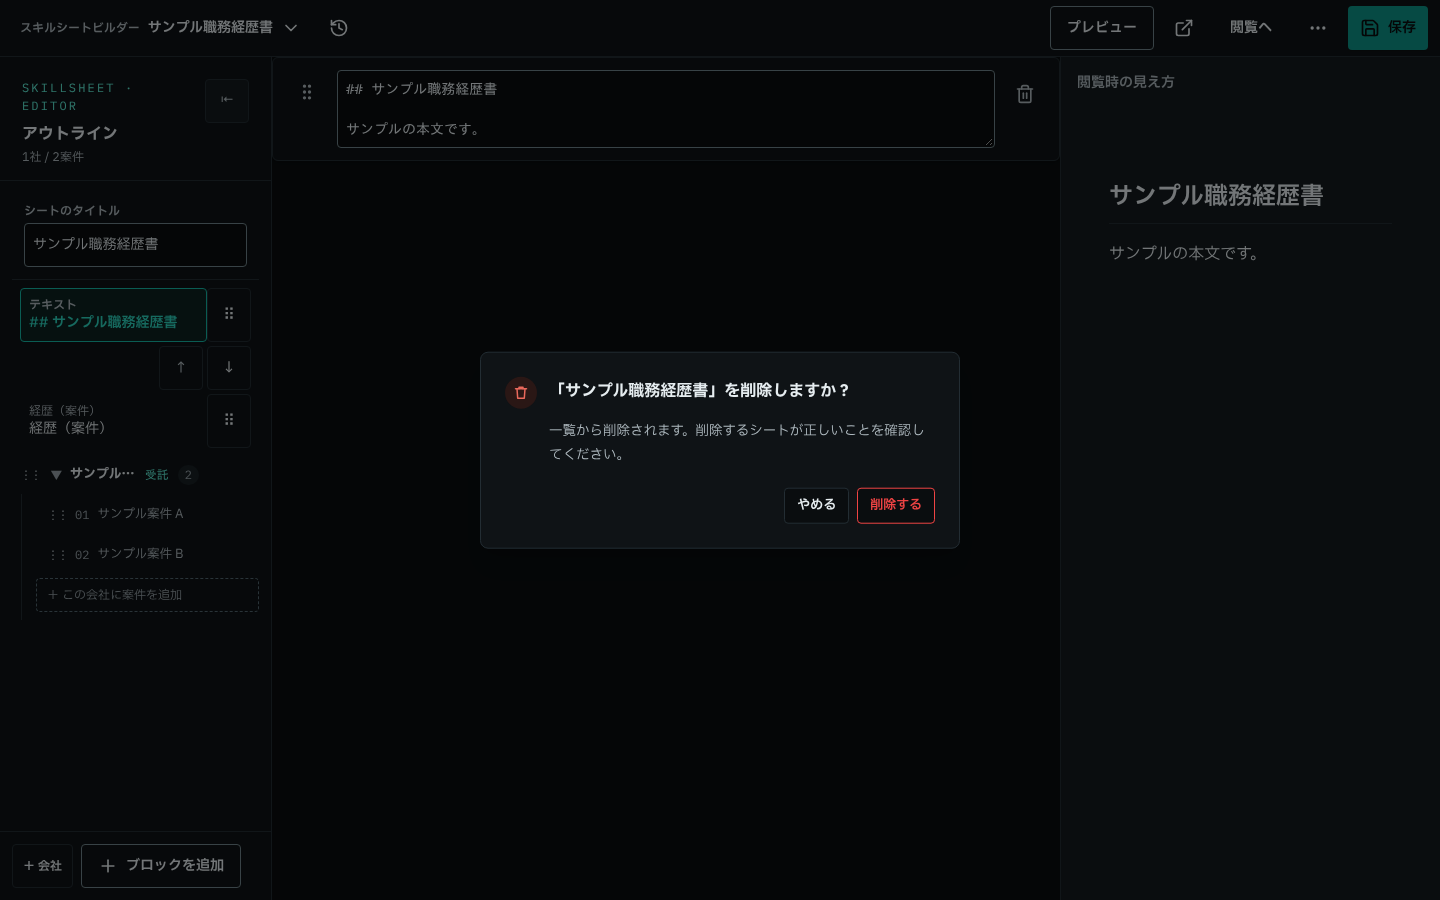 スキルシートビルダー サンプル職務経歴書
プレビュー
閲覧へ
保存
SKILLSHEET ·
EDITOR
アウトライン
1社 / 2案件
シートのタイトル
サンプル職務経歴書
テキスト
## サンプル職務経歴書
↑ ↓
経歴（案件）
経歴（案件）
サンプル… 受託 2
01 サンプル案件 A
02 サンプル案件 B
+ この会社に案件を追加
+ 会社
+ ブロックを追加
## サンプル職務経歴書
サンプルの本文です。
「サンプル職務経歴書」を削除しますか？
一覧から削除されます。削除するシートが正しいことを確認し
てください。
やめる
削除する
閲覧時の見え方
サンプル職務経歴書
サンプルの本文です。